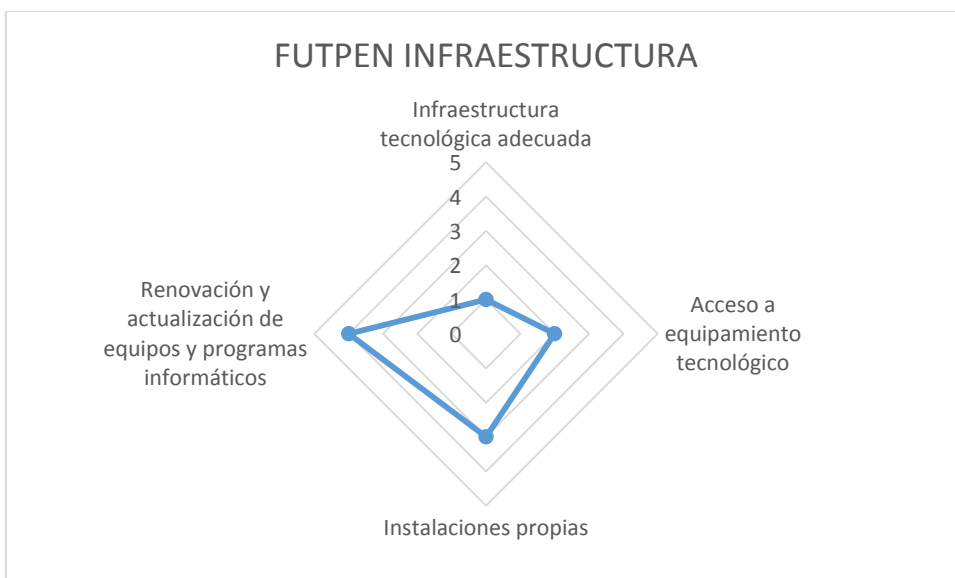 FUTPEN INFRAESTRUCTURA
Infraestructura
tecnológica adecuada
5
4
3
2
1
0
Renovación y
actualización de
equipos y programas
informáticos
Acceso a
equipamiento
tecnológico
Instalaciones propias